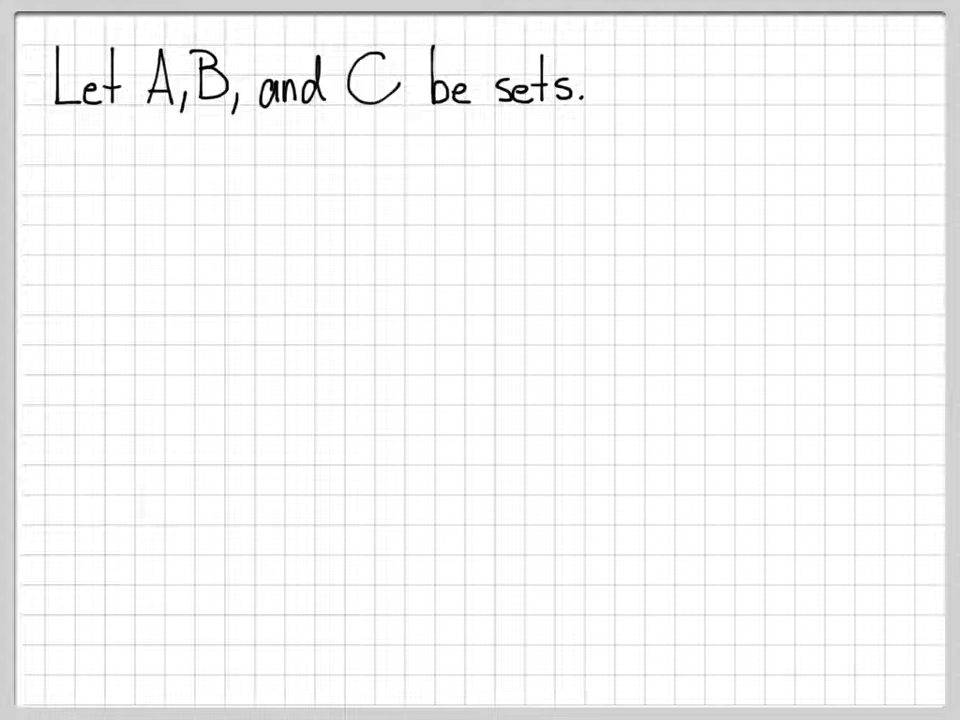 Let A, B, and C be sets.